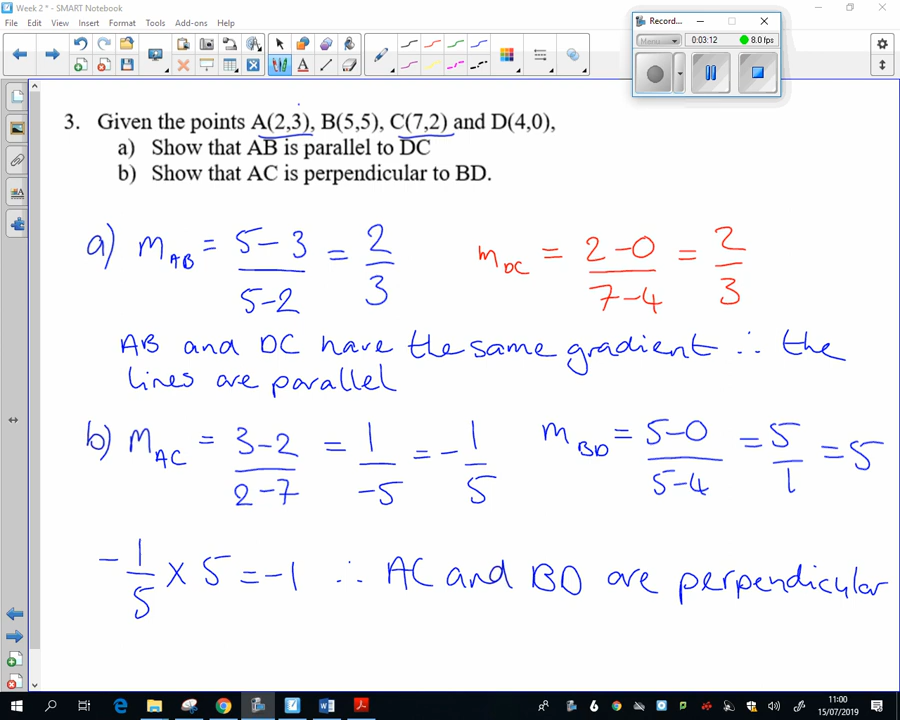 Week 2 * - SMART Notebook
File Edit View Insert Format Tools Add-ons Help
Record...
Menu 0:03:12 8.0 fps
3. Given the points A(2,3), B(5,5), C(7,2) and D(4,0),
a) Show that AB is parallel to DC
b) Show that AC is perpendicular to BD.
a) m_AB = (5-3)/(5-2) = 2/3 m_DC = (2-0)/(7-4) = 2/3
AB and DC have the same gradient ∴ the
lines are parallel
b) m_AC = (3-2)/(2-7) = 1/-5 = -1/5 m_BD = (5-0)/(5-4) = 5/1 = 5
-1/5 × 5 = -1 ∴ AC and BD are perpendicular
11:00
15/07/2019